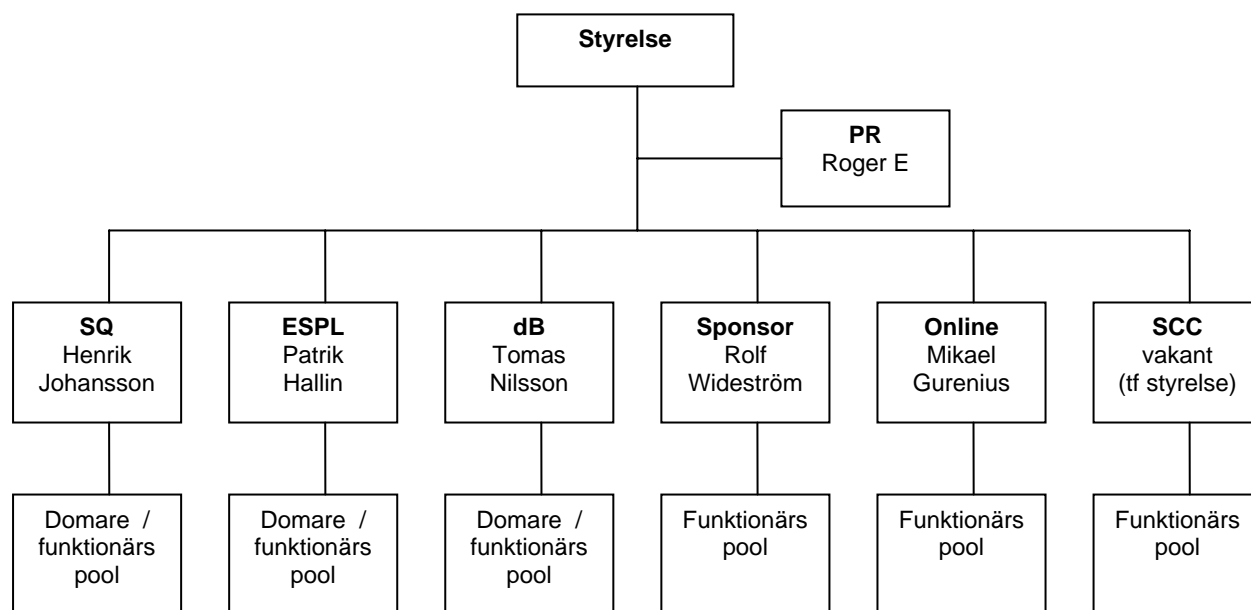 Styrelse
PR
Roger E
SQ
Henrik
Johansson
ESPL
Patrik
Hallin
dB
Tomas
Nilsson
Sponsor
Rolf
Wideström
Online
Mikael
Gurenius
SCC
vakant
(tf styrelse)
Domare /
funktionärs
pool
Domare /
funktionärs
pool
Domare /
funktionärs
pool
Funktionärs
pool
Funktionärs
pool
Funktionärs
pool